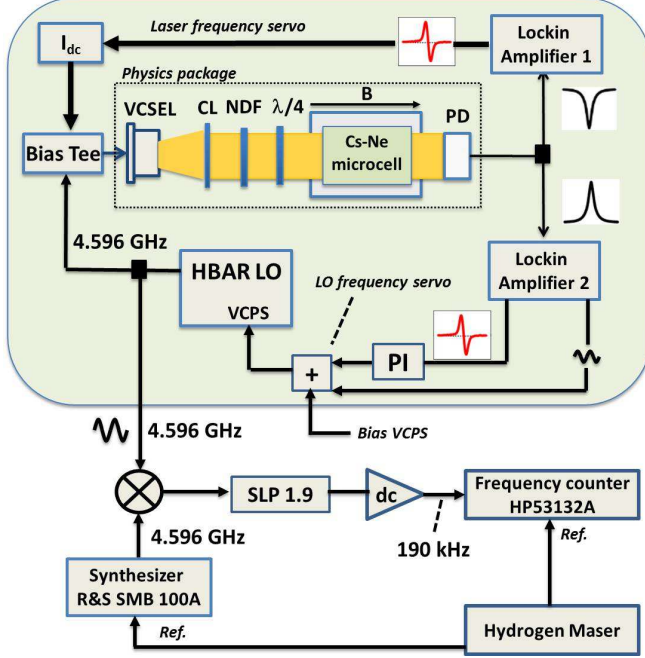 Laser frequency servo
I_dc
Lockin
Amplifier 1
Physics package
VCSEL
CL
NDF
λ/4
B
PD
Bias Tee
Cs-Ne
microcell
4.596 GHz
HBAR LO
VCPS
LO frequency servo
Lockin
Amplifier 2
PI
+
Bias VCPS
4.596 GHz
SLP 1.9
dc
Frequency counter
HP53132A
4.596 GHz
190 kHz
Ref.
Synthesizer
R&S SMB 100A
Ref.
Hydrogen Maser